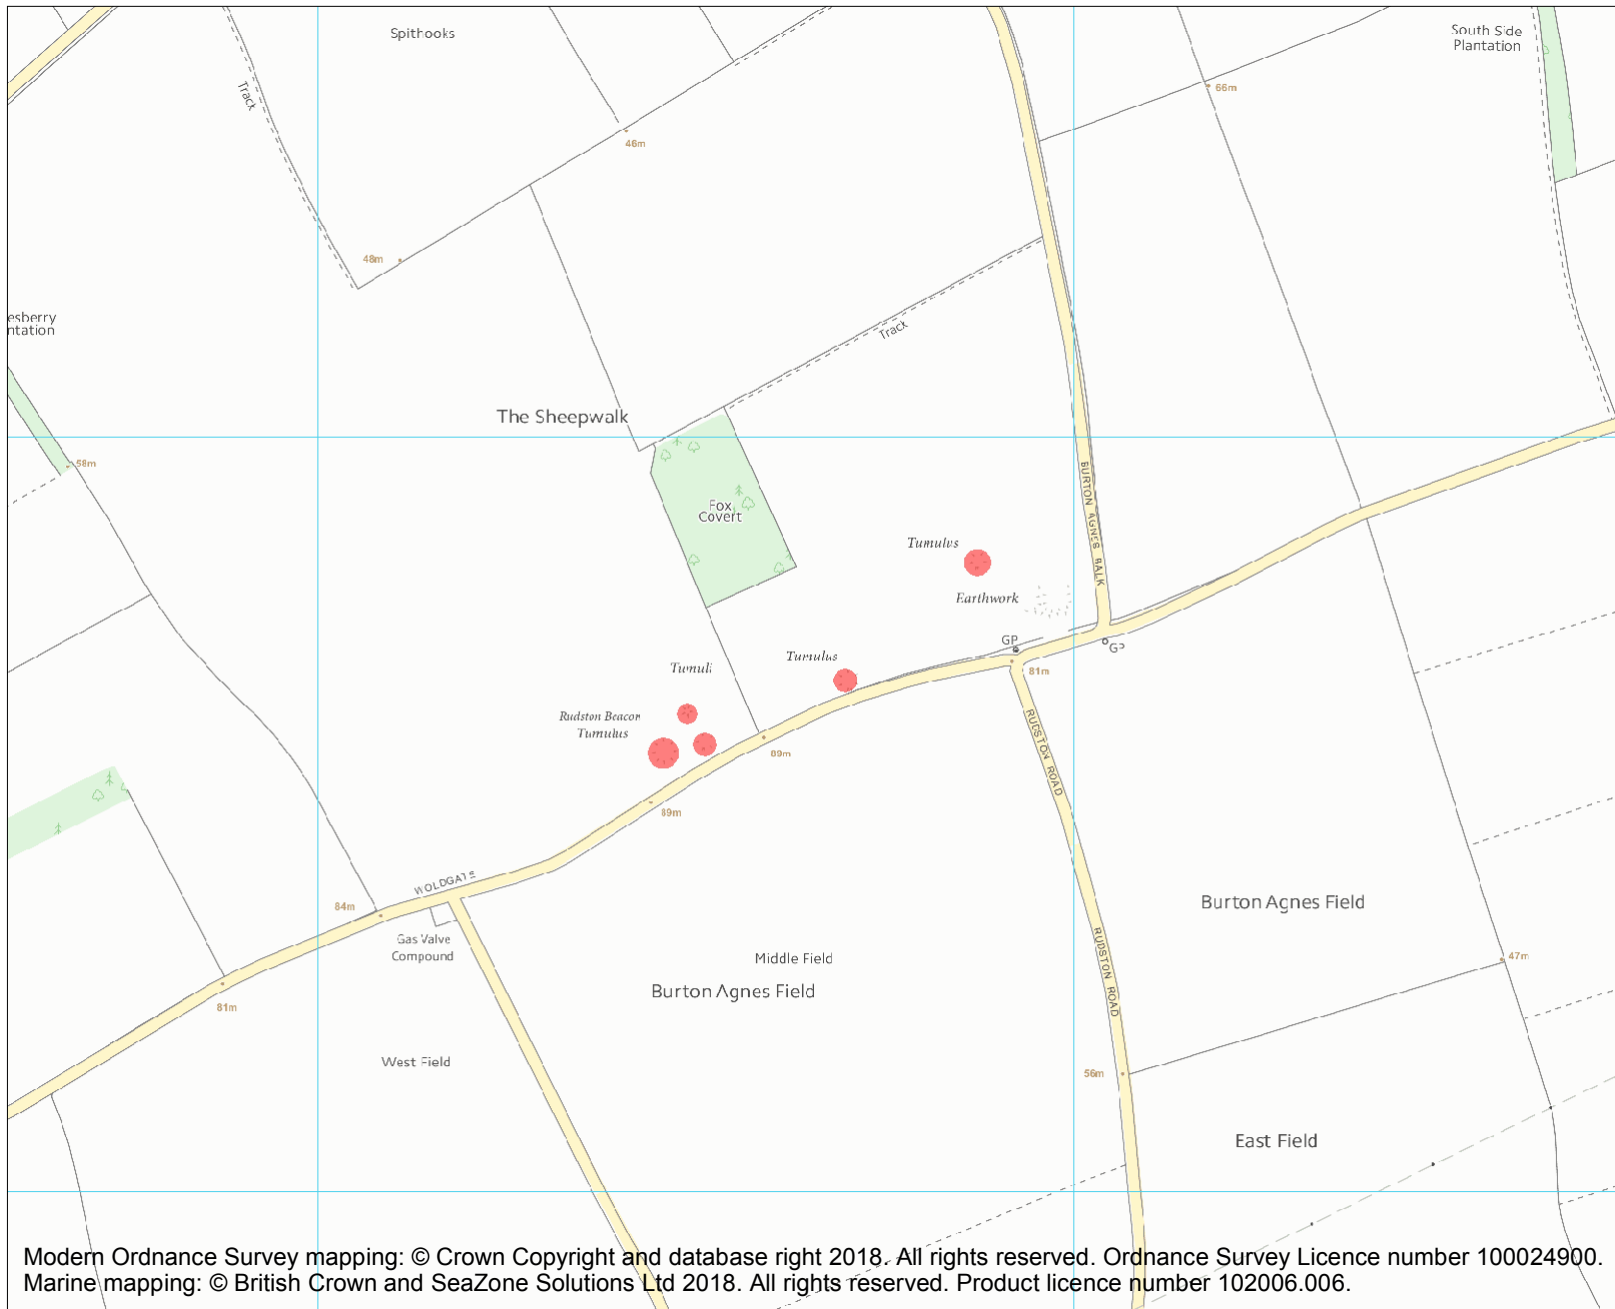 Spithooks
South Side
Plantation
Track
66m
46m
48m
esberry
ntation
Track
The Sheepwalk
58m
BURTON AGNES BALK
Fox
Covert
Tumulus
Earthwork
GP
GP
Tumuli
Tumulus
81m
Rudston Beacon
Tumulus
RUDSTON ROAD
89m
89m
WOLDGATE
84m
Burton Agnes Field
Gas Valve
Compound
RUDSTON ROAD
Middle Field
47m
Burton Agnes Field
81m
West Field
56m
East Field
Modern Ordnance Survey mapping: © Crown Copyright and database right 2018. All rights reserved. Ordnance Survey Licence number 100024900.
Marine mapping: © British Crown and SeaZone Solutions Ltd 2018. All rights reserved. Product licence number 102006.006.